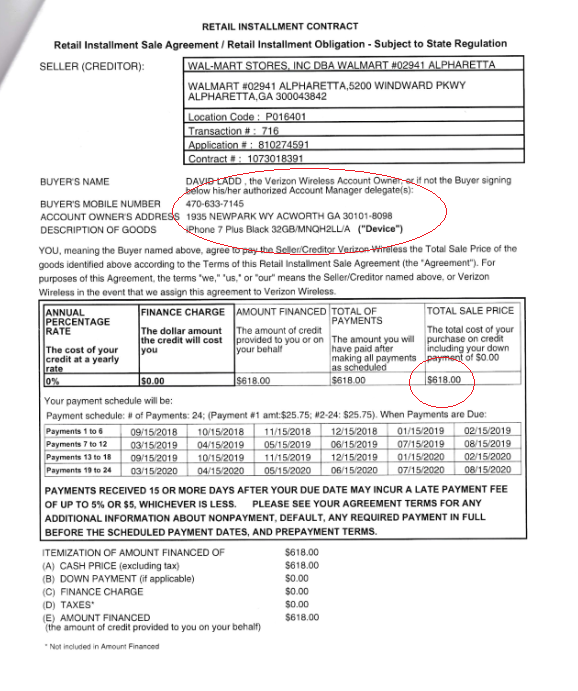 RETAIL INSTALLMENT CONTRACT
Retail Installment Sale Agreement / Retail Installment Obligation - Subject to State Regulation
SELLER (CREDITOR):
WAL-MART STORES, INC DBA WALMART #02941 ALPHARETTA
WALMART #02941 ALPHARETTA,5200 WINDWARD PKWY
ALPHARETTA,GA 300043842
Location Code : P016401
Transaction # : 716
Application # : 810274591
Contract # : 1073018391
BUYER'S NAME DAVID LADD , the Verizon Wireless Account Owner, or if not the Buyer signing
below his/her authorized Account Manager delegate(s):
BUYER'S MOBILE NUMBER 470-633-7145
ACCOUNT OWNER'S ADDRESS 1935 NEWPARK WY ACWORTH GA 30101-8098
DESCRIPTION OF GOODS iPhone 7 Plus Black 32GB/MNQH2LL/A ("Device")
YOU, meaning the Buyer named above, agree to pay the Seller/Creditor Verizon Wireless the Total Sale Price of the
goods identified above according to the Terms of this Retail Installment Sale Agreement (the "Agreement"). For
purposes of this Agreement, the terms "we," "us," or "our" means the Seller/Creditor named above, or Verizon
Wireless in the event that we assign this agreement to Verizon Wireless.
ANNUAL
PERCENTAGE
RATE
The cost of your
credit at a yearly
rate
FINANCE CHARGE
The dollar amount
the credit will cost
you
AMOUNT FINANCED
The amount of credit
provided to you or on
your behalf
TOTAL OF
PAYMENTS
The amount you will
have paid after
making all payments
as scheduled
TOTAL SALE PRICE
The total cost of your
purchase on credit
including your down
payment of $0.00
0% $0.00 $618.00 $618.00 $618.00
Your payment schedule will be:
Payment schedule: # of Payments: 24; (Payment #1 amt:$25.75; #2-24: $25.75). When Payments are Due:
Payments 1 to 6 09/15/2018 10/15/2018 11/15/2018 12/15/2018 01/15/2019 02/15/2019
Payments 7 to 12 03/15/2019 04/15/2019 05/15/2019 06/15/2019 07/15/2019 08/15/2019
Payments 13 to 18 09/15/2019 10/15/2019 11/15/2019 12/15/2019 01/15/2020 02/15/2020
Payments 19 to 24 03/15/2020 04/15/2020 05/15/2020 06/15/2020 07/15/2020 08/15/2020
PAYMENTS RECEIVED 15 OR MORE DAYS AFTER YOUR DUE DATE MAY INCUR A LATE PAYMENT FEE
OF UP TO 5% OR $5, WHICHEVER IS LESS. PLEASE SEE YOUR AGREEMENT TERMS FOR ANY
ADDITIONAL INFORMATION ABOUT NONPAYMENT, DEFAULT, ANY REQUIRED PAYMENT IN FULL
BEFORE THE SCHEDULED PAYMENT DATES, AND PREPAYMENT TERMS.
ITEMIZATION OF AMOUNT FINANCED OF $618.00
(A) CASH PRICE (excluding tax) $618.00
(B) DOWN PAYMENT (if applicable) $0.00
(C) FINANCE CHARGE $0.00
(D) TAXES* $0.00
(E) AMOUNT FINANCED $618.00
(the amount of credit provided to you on your behalf)
* Not included in Amount Financed